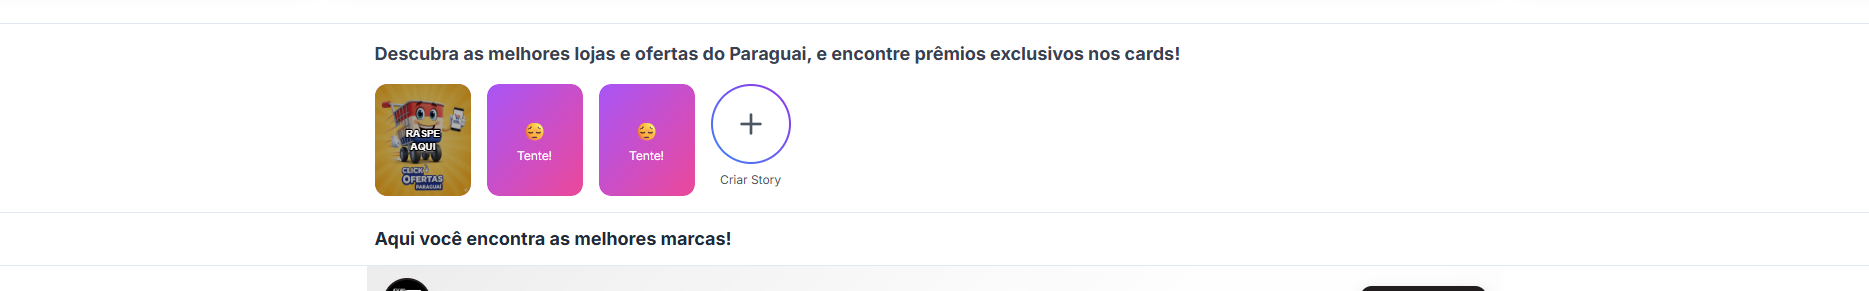 Descubra as melhores lojas e ofertas do Paraguai, e encontre prêmios exclusivos nos cards!
RASPE
AQUI
CLICK
OFERTAS
PARAGUAI
😔
Tente!
😔
Tente!
Criar Story
Aqui você encontra as melhores marcas!